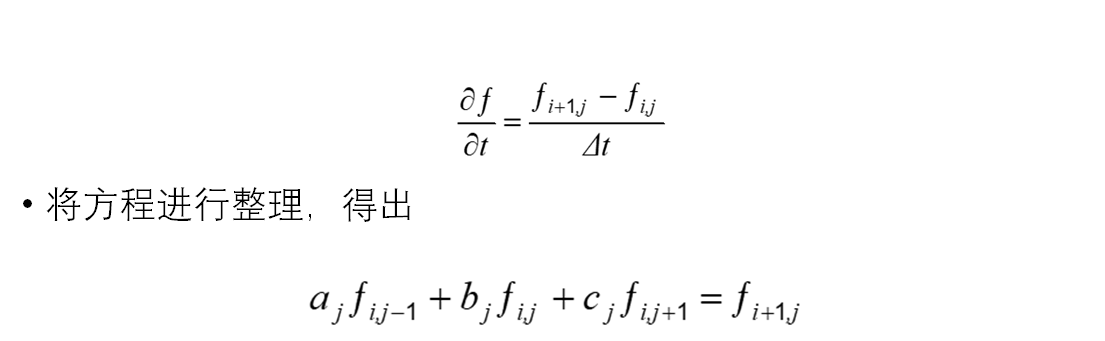 ∂f/∂t = (f_{i+1,j} − f_{i,j})/Δt
• 将方程进行整理，得出
a_j f_{i,j−1} + b_j f_{i,j} + c_j f_{i,j+1} = f_{i+1,j}